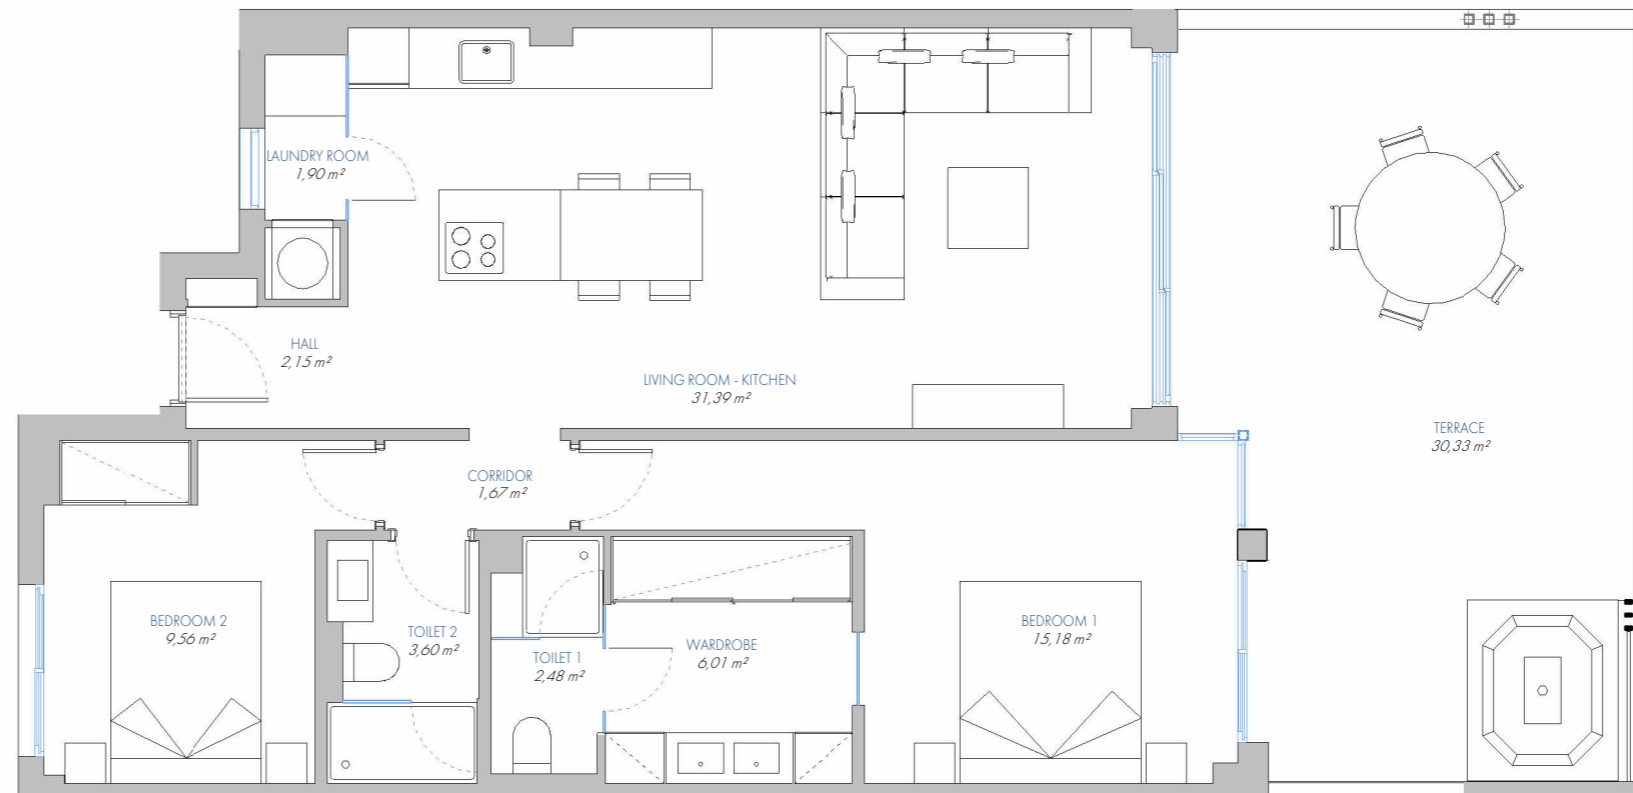 LAUNDRY ROOM
1,90 m²
HALL
2,15 m²
LIVING ROOM - KITCHEN
31,39 m²
TERRACE
30,33 m²
CORRIDOR
1,67 m²
BEDROOM 2
9,56 m²
TOILET 2
3,60 m²
TOILET 1
2,48 m²
WARDROBE
6,01 m²
BEDROOM 1
15,18 m²